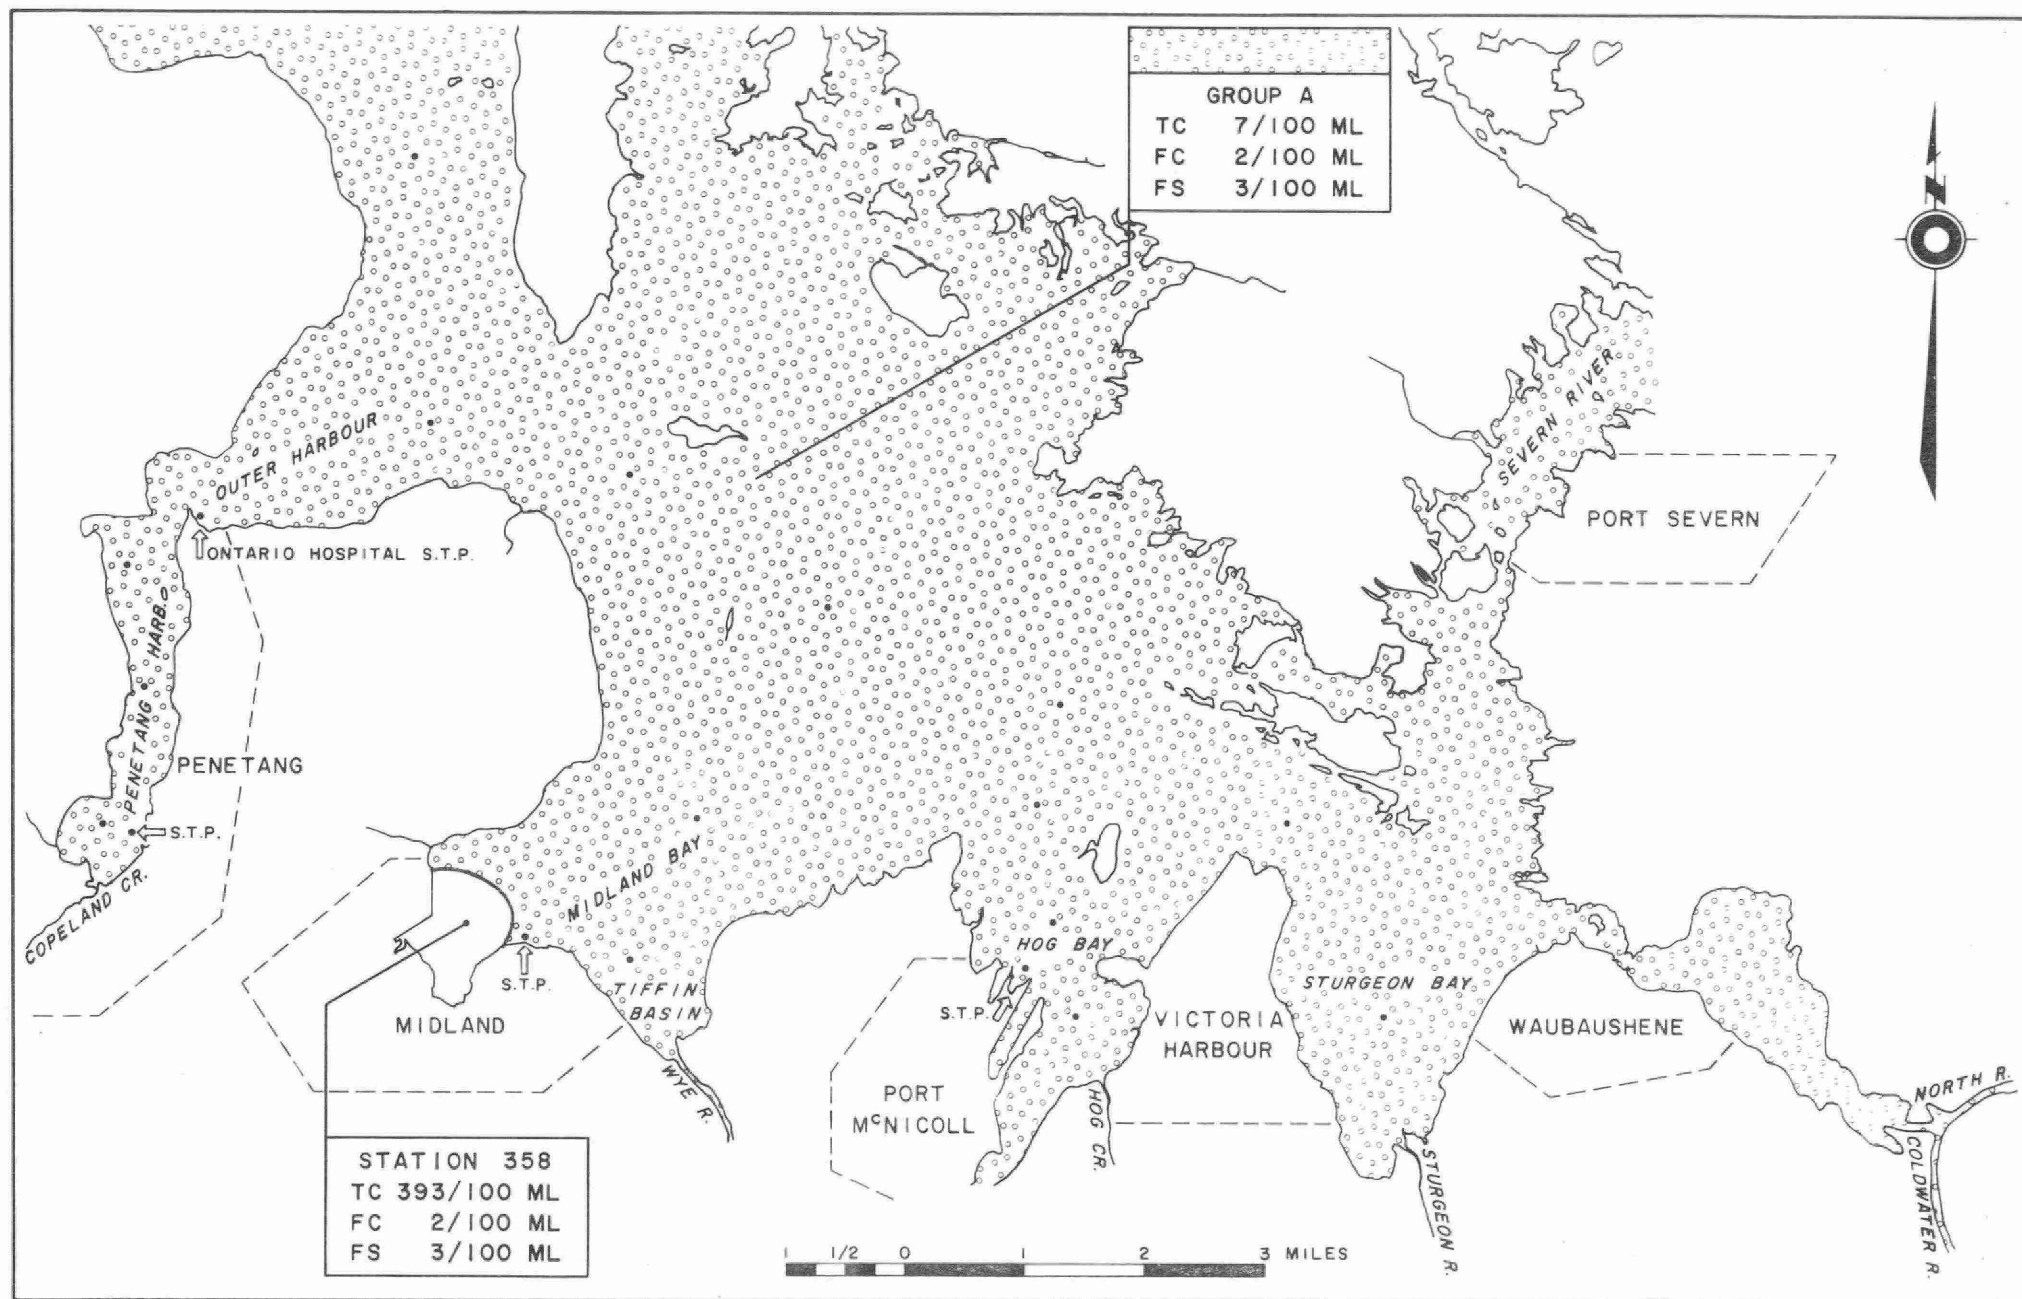 GROUP A
TC 7/100 ML
FC 2/100 ML
FS 3/100 ML
N
SEVERN RIVER
OUTER HARBOUR
PORT SEVERN
ONTARIO HOSPITAL S.T.P.
PENETANG HARB.
PENETANG
S.T.P.
COPELAND CR.
MIDLAND BAY
HOG BAY
S.T.P.
TIFFIN
BASIN
STURGEON BAY
S.T.P.
MIDLAND
VICTORIA
HARBOUR
WAUBAUSHENE
WYE R.
PORT
McNICOLL
HOG CR.
NORTH R.
STURGEON R.
COLDWATER R.
STATION 358
TC 393/100 ML
FC 2/100 ML
FS 3/100 ML
1 1/2 0 1 2 3 MILES